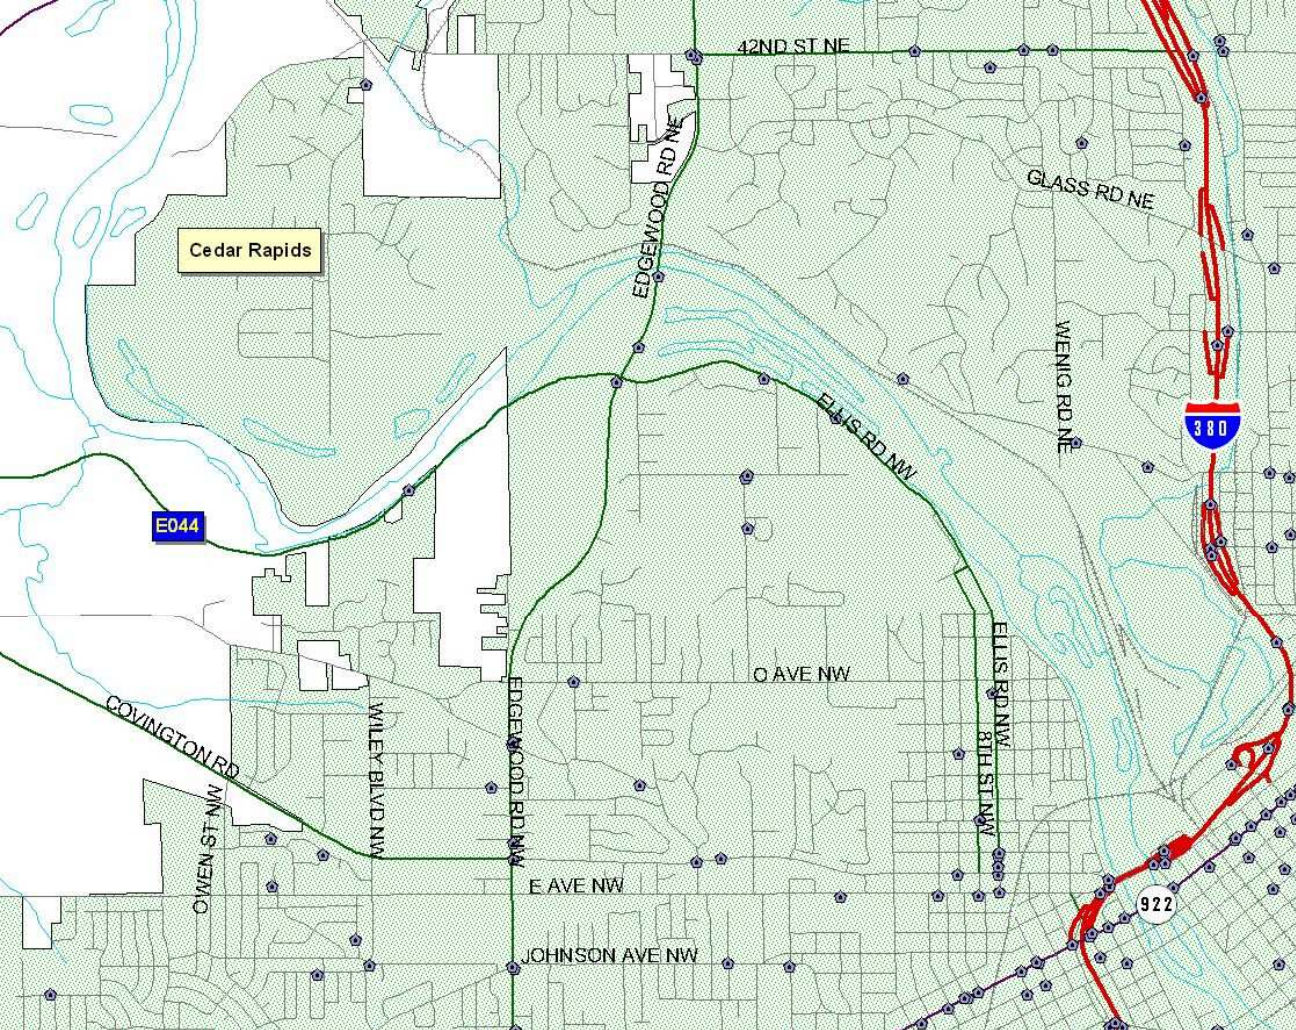 42ND ST NE
EDGEWOOD RD NE
GLASS RD NE
Cedar Rapids
WENIG RD NE
380
ELLIS RD NW
E044
O AVE NW
ELLIS RD NW
COVINGTON RD
WILEY BLVD NW
EDGEWOOD RD NW
8TH ST NW
OWEN ST NW
E AVE NW
922
JOHNSON AVE NW